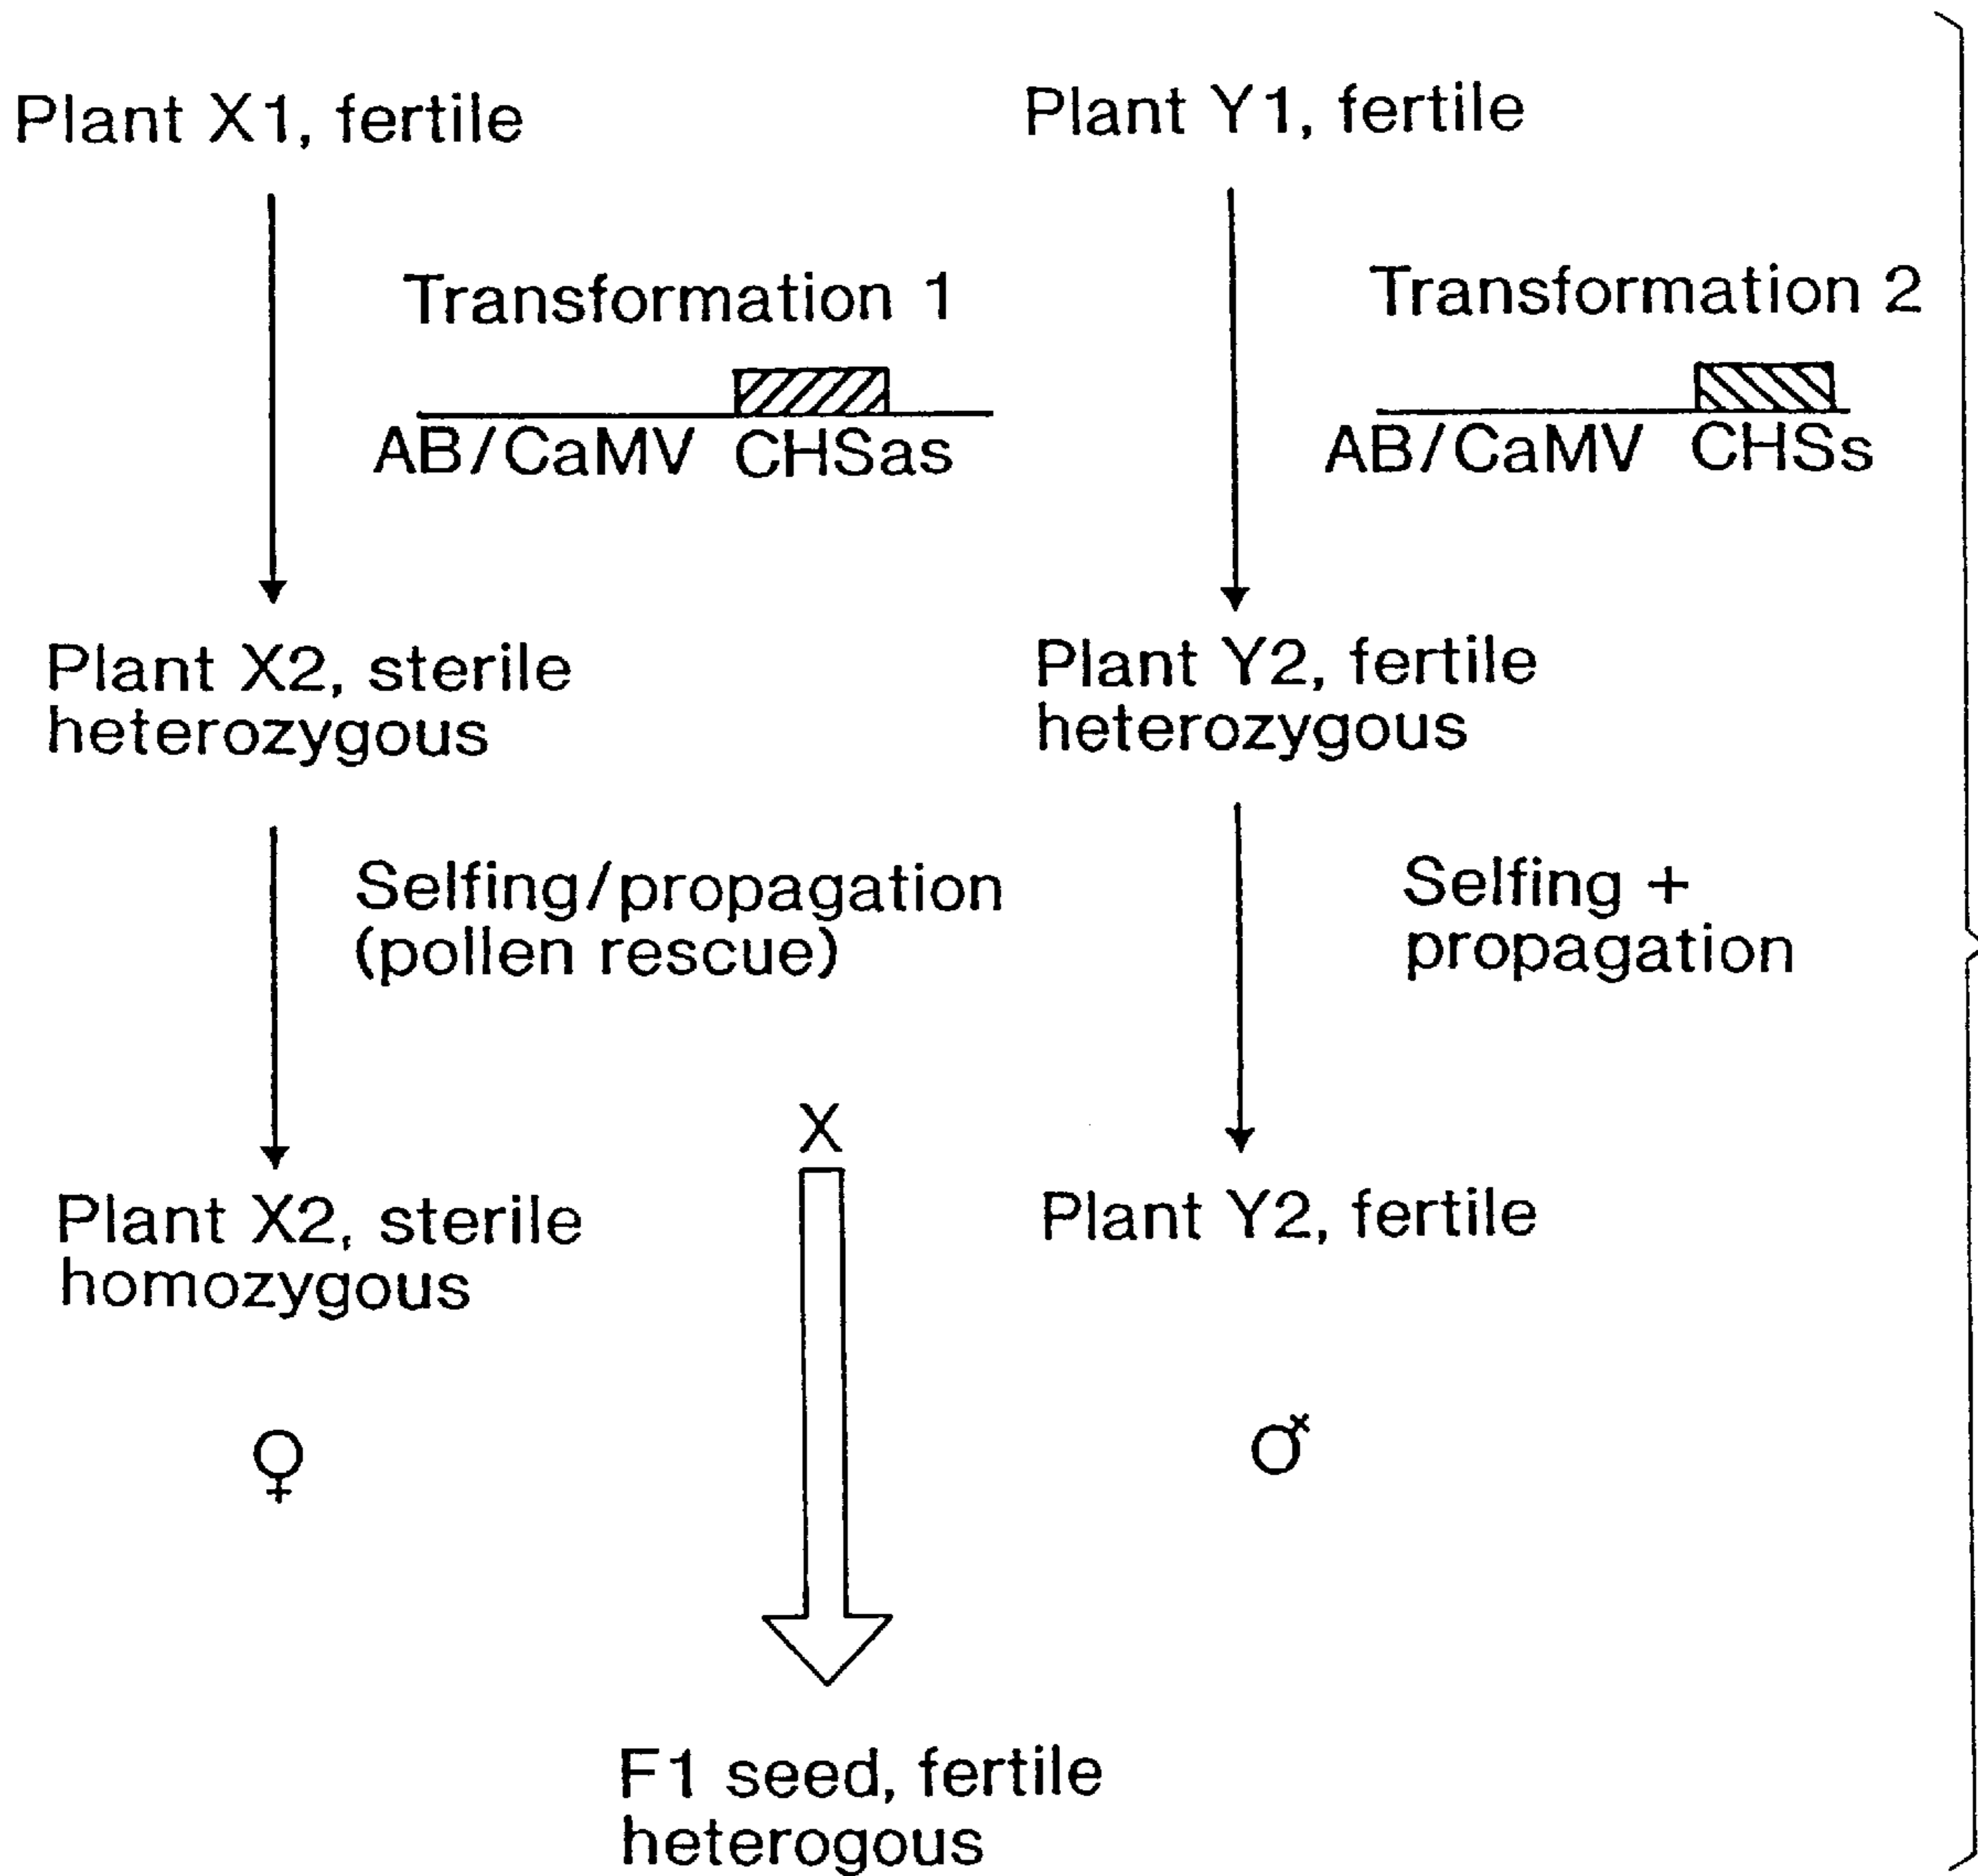 Plant X1, fertile
Plant Y1, fertile
Transformation 1
Transformation 2
AB/CaMV CHSas
AB/CaMV CHSs
Plant X2, sterile
heterozygous
Plant Y2, fertile
heterozygous
Selfing/propagation
(pollen rescue)
Selfing +
propagation
X
Plant X2, sterile
homozygous
Plant Y2, fertile
♀
♂
F1 seed, fertile
heterogous